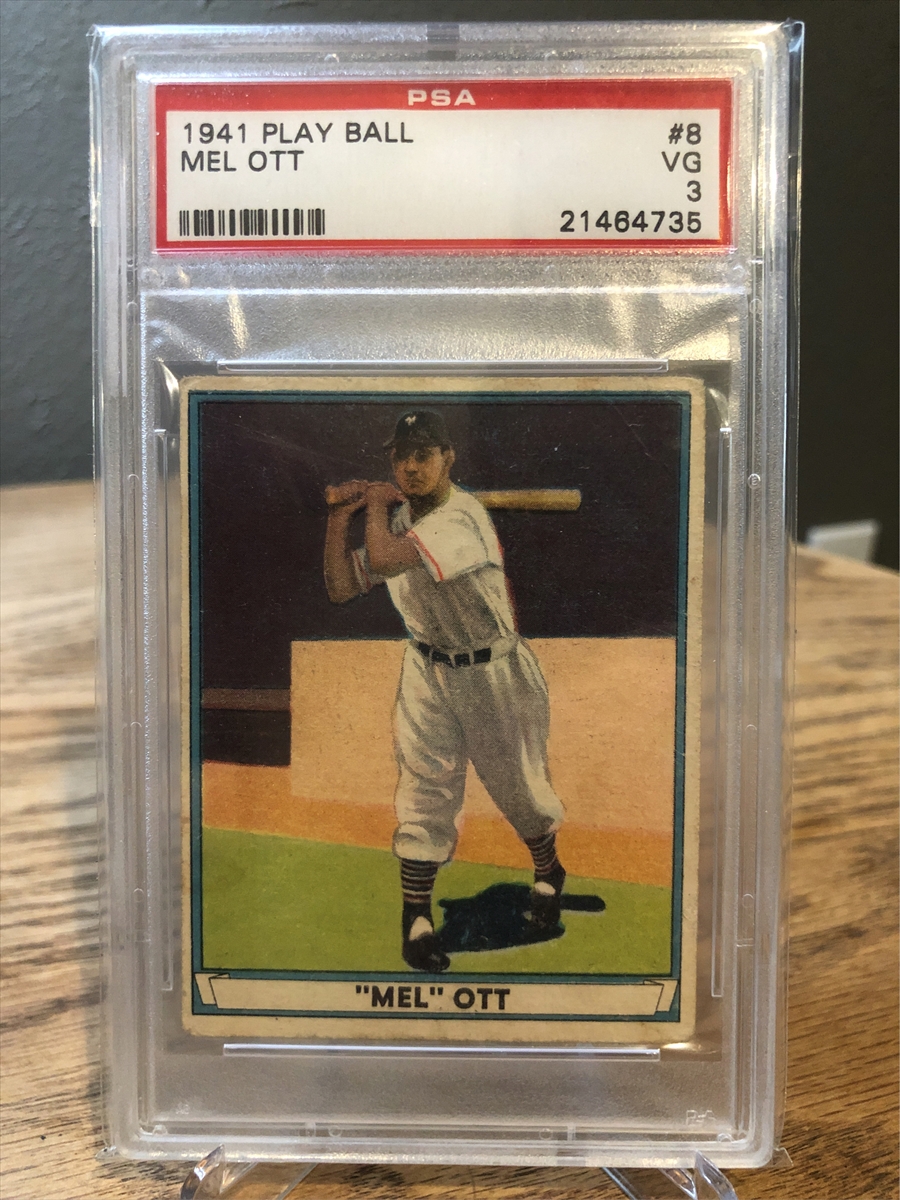 PSA
1941 PLAY BALL #8
MEL OTT VG
3
21464735
"MEL" OTT